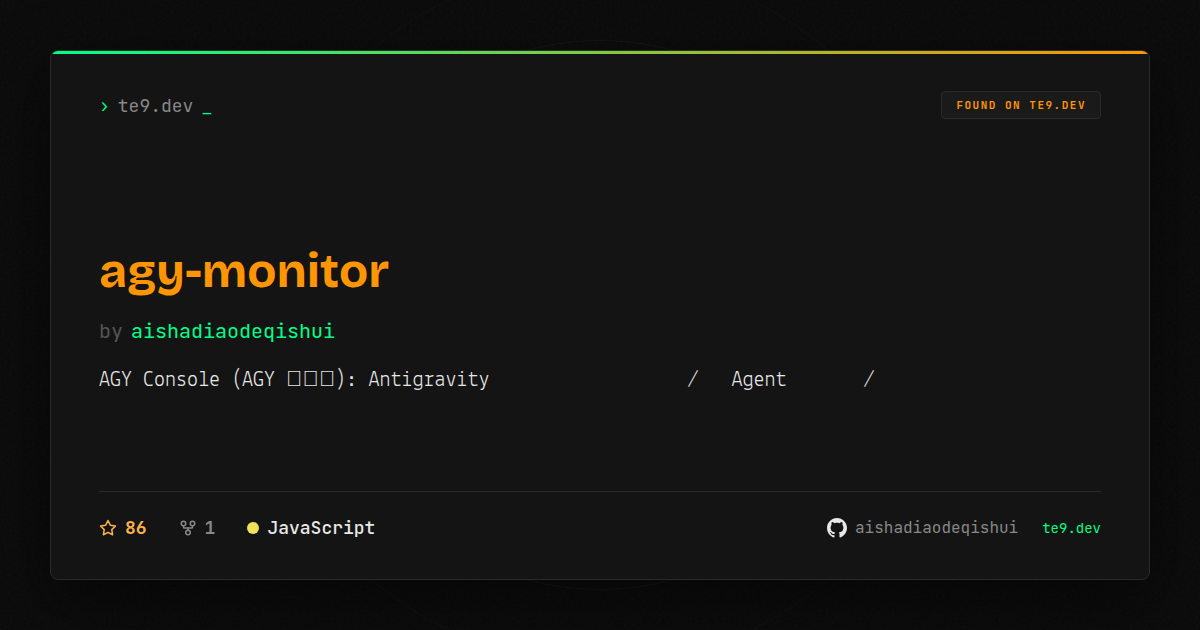 › te9.dev _
FOUND ON TE9.DEV
agy-monitor
by aishadiaodeqishui
AGY Console (AGY □□□): Antigravity / Agent /
86
1
JavaScript
aishadiaodeqishui
te9.dev